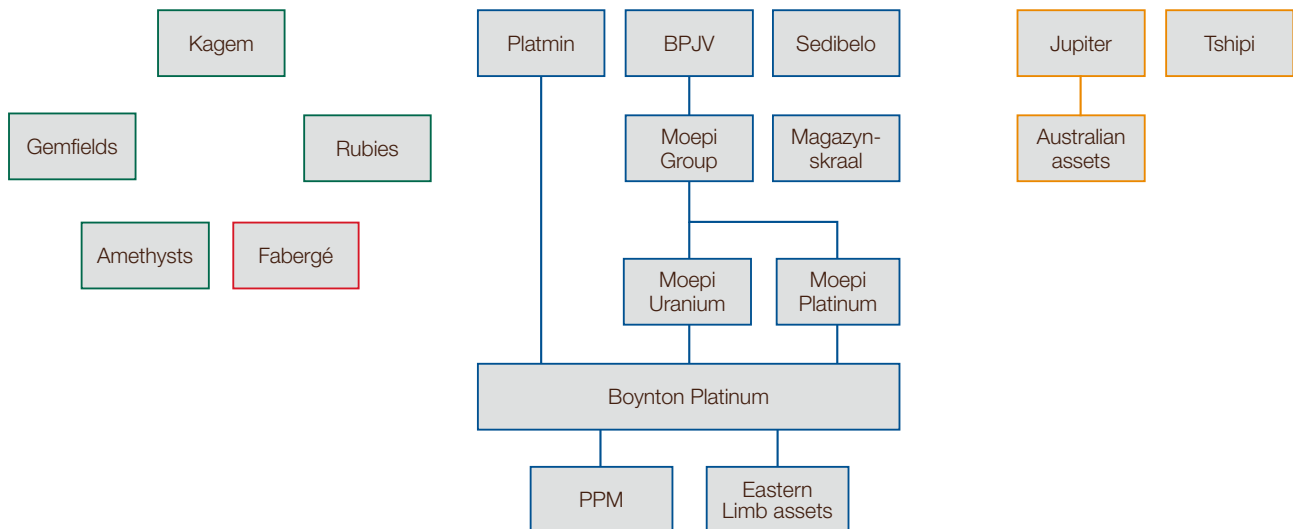 Kagem
Platmin
BPJV
Sedibelo
Jupiter
Tshipi
Gemfields
Rubies
Moepi
Group
Magazyn-
skraal
Australian
assets
Amethysts
Fabergé
Moepi
Uranium
Moepi
Platinum
Boynton Platinum
PPM
Eastern
Limb assets